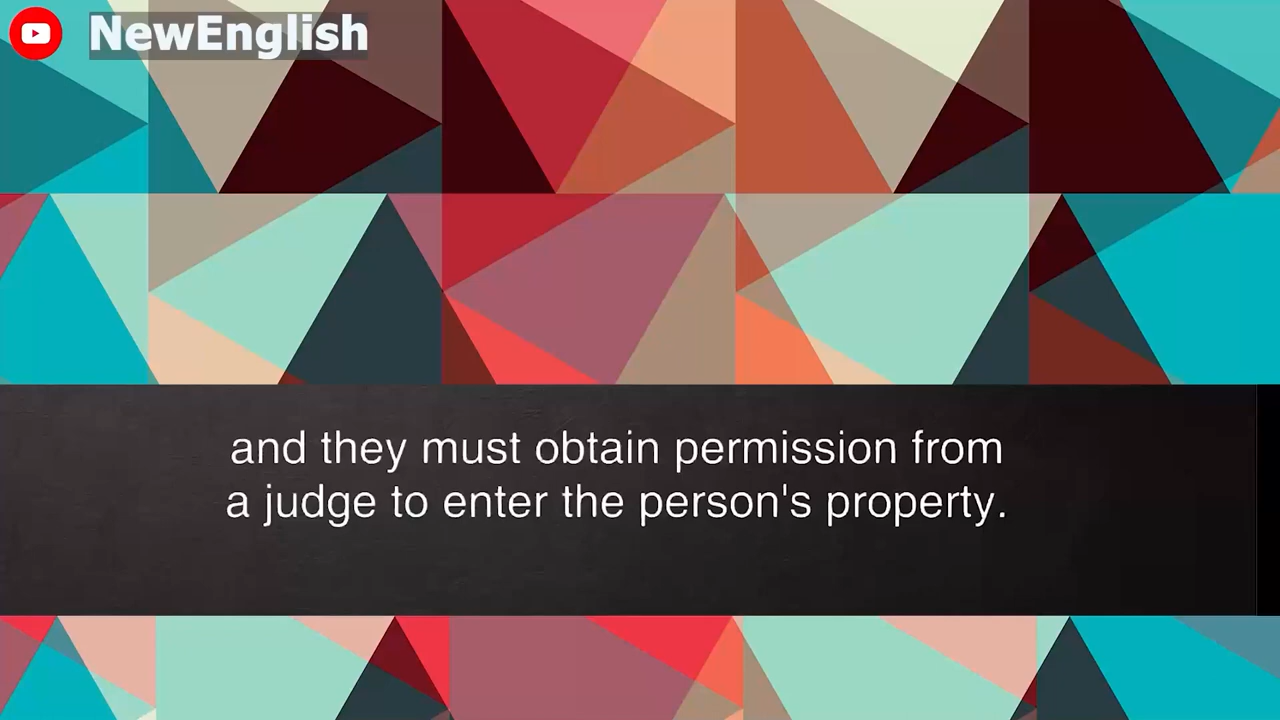 NewEnglish
and they must obtain permission from
a judge to enter the person's property.